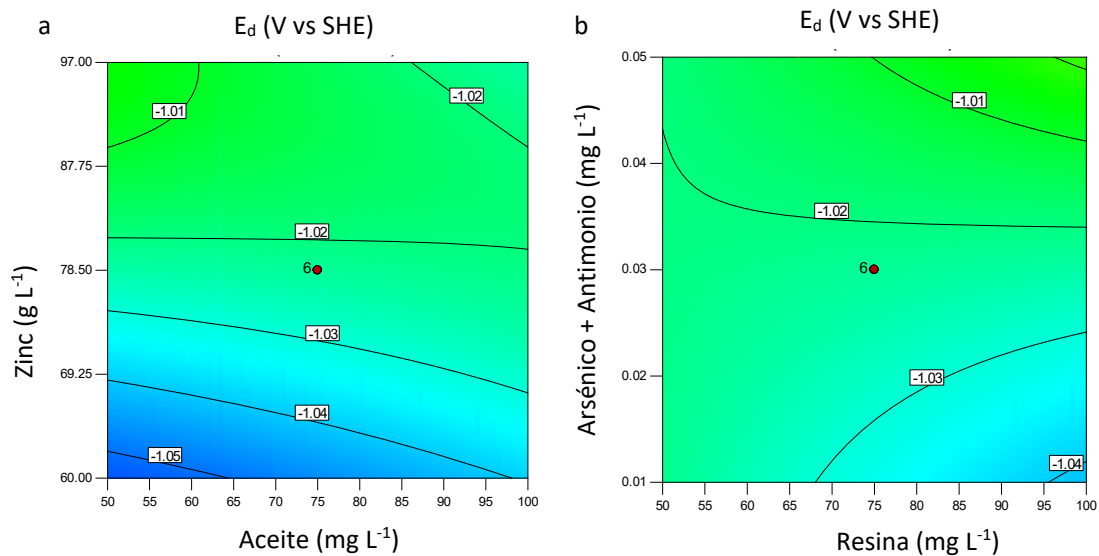 a
E_d (V vs SHE)
97.00
87.75
78.50
69.25
60.00
Zinc (g L⁻¹)
-1.01
-1.02
-1.02
6
-1.03
-1.04
-1.05
50 55 60 65 70 75 80 85 90 95 100
Aceite (mg L⁻¹)
b
E_d (V vs SHE)
0.05
0.04
0.03
0.02
0.01
Arsénico + Antimonio (mg L⁻¹)
-1.01
-1.02
6
-1.03
-1.04
50 55 60 65 70 75 80 85 90 95 100
Resina (mg L⁻¹)